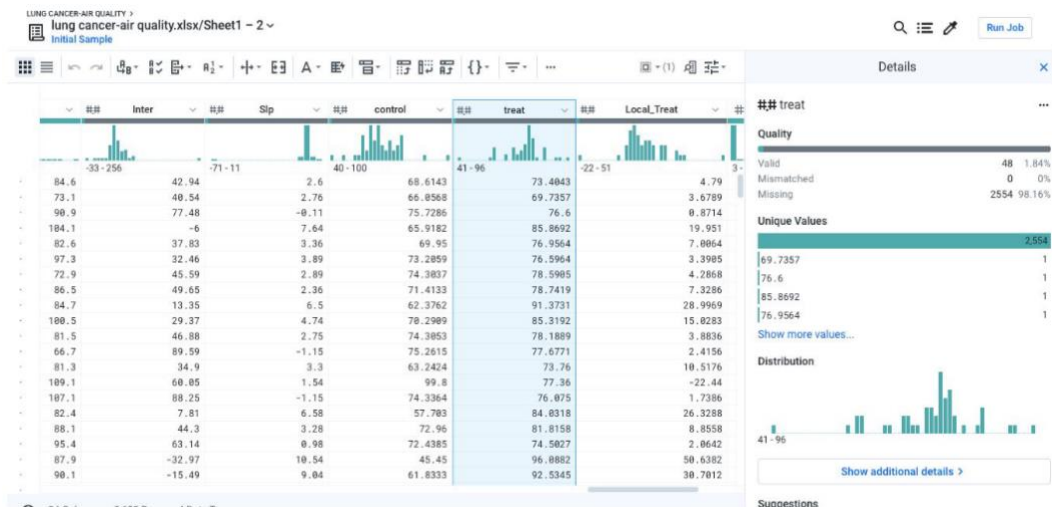 LUNG CANCER-AIR QUALITY >
lung cancer-air quality.xlsx/Sheet1 – 2
Initial Sample
Run Job
(1)
Details
#.# Inter #.# Slp #.# control #.# treat #.# Local_Treat #
-33 - 256 -71 - 11 40 - 100 41 - 96 -22 - 51 3 -
84.6 42.94 2.6 68.6143 73.4043 4.79
73.1 40.54 2.76 66.0568 69.7357 3.6789
90.9 77.48 -0.11 75.7286 76.6 0.8714
104.1 -6 7.64 65.9182 85.8692 19.951
82.6 37.83 3.36 69.95 76.9564 7.0064
97.3 32.46 3.89 73.2059 76.5964 3.3905
72.9 45.59 2.89 74.3037 78.5905 4.2868
86.5 49.65 2.36 71.4133 78.7419 7.3286
84.7 13.35 6.5 62.3762 91.3731 28.9969
100.5 29.37 4.74 70.2909 85.3192 15.0283
81.5 46.88 2.75 74.3053 78.1889 3.8836
66.7 89.59 -1.15 75.2615 77.6771 2.4156
81.3 34.9 3.3 63.2424 73.76 10.5176
109.1 60.05 1.54 99.8 77.36 -22.44
107.1 88.25 -1.15 74.3364 76.075 1.7386
82.4 7.81 6.58 57.703 84.0318 26.3288
88.1 44.3 3.28 72.96 81.8158 8.8558
95.4 63.14 0.98 72.4385 74.5027 2.0642
87.9 -32.97 10.54 45.45 96.0882 50.6382
90.1 -15.49 9.04 61.8333 92.5345 30.7012
#.# treat
Quality
Valid 48 1.84%
Mismatched 0 0%
Missing 2554 98.16%
Unique Values
2,554
69.7357 1
76.6 1
85.8692 1
76.9564 1
Show more values...
Distribution
41 - 96
Show additional details >
Suggestions